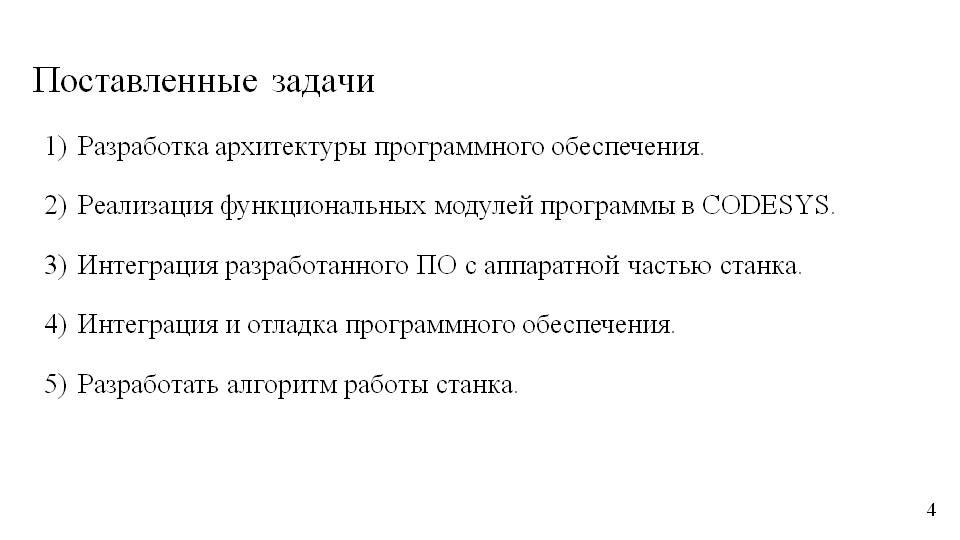 Поставленные задачи
1) Разработка архитектуры программного обеспечения.
2) Реализация функциональных модулей программы в CODESYS.
3) Интеграция разработанного ПО с аппаратной частью станка.
4) Интеграция и отладка программного обеспечения.
5) Разработать алгоритм работы станка.
4